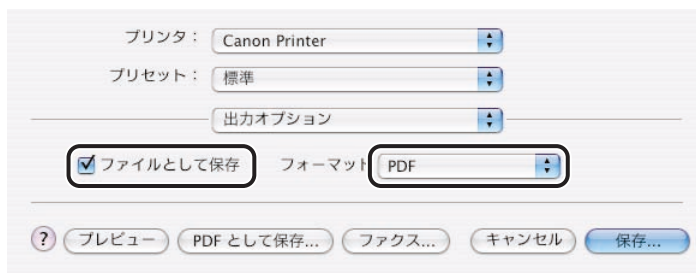 プリンタ： Canon Printer
プリセット： 標準
出力オプション
ファイルとして保存 フォーマット PDF
? プレビュー PDF として保存... ファクス... キャンセル 保存...